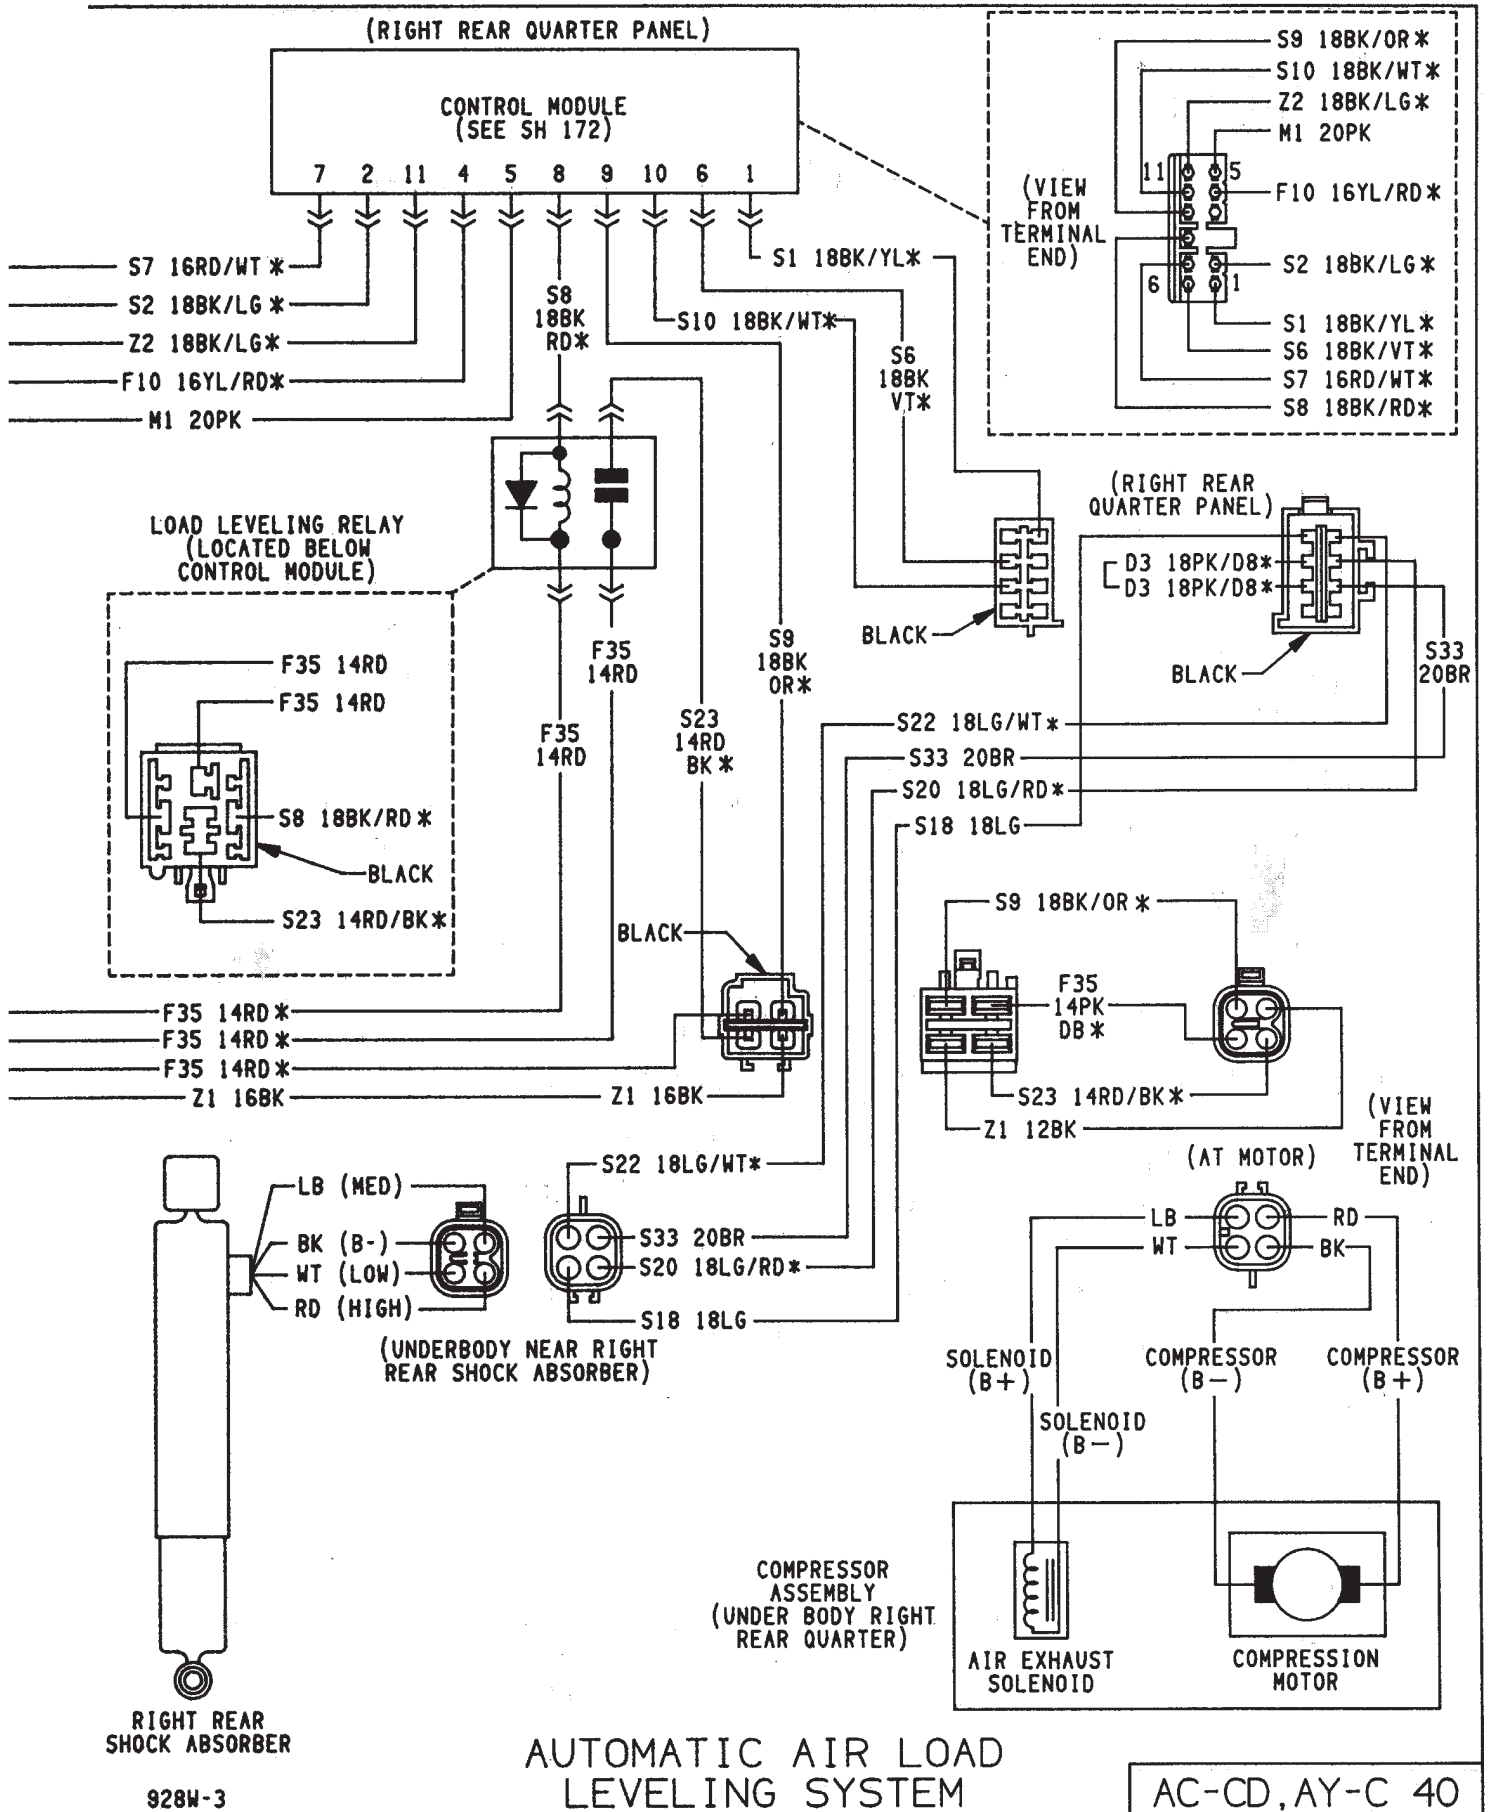 (RIGHT REAR QUARTER PANEL)
CONTROL MODULE
(SEE SH 172)
7 2 11 4 5 8 9 10 6 1
S9 18BK/OR*
S10 18BK/WT*
Z2 18BK/LG*
M1 20PK
11 5
F10 16YL/RD*
(VIEW
FROM
TERMINAL
END)
S2 18BK/LG*
6 1
S1 18BK/YL*
S6 18BK/VT*
S7 16RD/WT*
S8 18BK/RD*
S7 16RD/WT*
S2 18BK/LG*
Z2 18BK/LG*
F10 16YL/RD*
M1 20PK
S8
18BK
RD*
S1 18BK/YL*
S10 18BK/WT*
S6
18BK
VT*
LOAD LEVELING RELAY
(LOCATED BELOW
CONTROL MODULE)
(RIGHT REAR
QUARTER PANEL)
D3 18PK/D8*
D3 18PK/D8*
BLACK
BLACK
S33
20BR
F35 14RD
F35 14RD
S8 18BK/RD*
BLACK
S23 14RD/BK*
F35
14RD
F35
14RD
S9
18BK
OR*
S23
14RD
BK*
S22 18LG/WT*
S33 20BR
S20 18LG/RD*
S18 18LG
BLACK
S9 18BK/OR*
F35
14PK
DB*
S23 14RD/BK*
Z1 12BK
F35 14RD*
F35 14RD*
F35 14RD*
Z1 16BK
Z1 16BK
(AT MOTOR)
(VIEW
FROM
TERMINAL
END)
S22 18LG/WT*
LB (MED)
BK (B-)
WT (LOW)
RD (HIGH)
S33 20BR
S20 18LG/RD*
S18 18LG
(UNDERBODY NEAR RIGHT
REAR SHOCK ABSORBER)
LB
WT
RD
BK
SOLENOID
(B+)
COMPRESSOR
(B-)
COMPRESSOR
(B+)
SOLENOID
(B-)
COMPRESSOR
ASSEMBLY
(UNDER BODY RIGHT
REAR QUARTER)
AIR EXHAUST
SOLENOID
COMPRESSION
MOTOR
RIGHT REAR
SHOCK ABSORBER
928W-3
AUTOMATIC AIR LOAD
LEVELING SYSTEM
AC-CD, AY-C 40